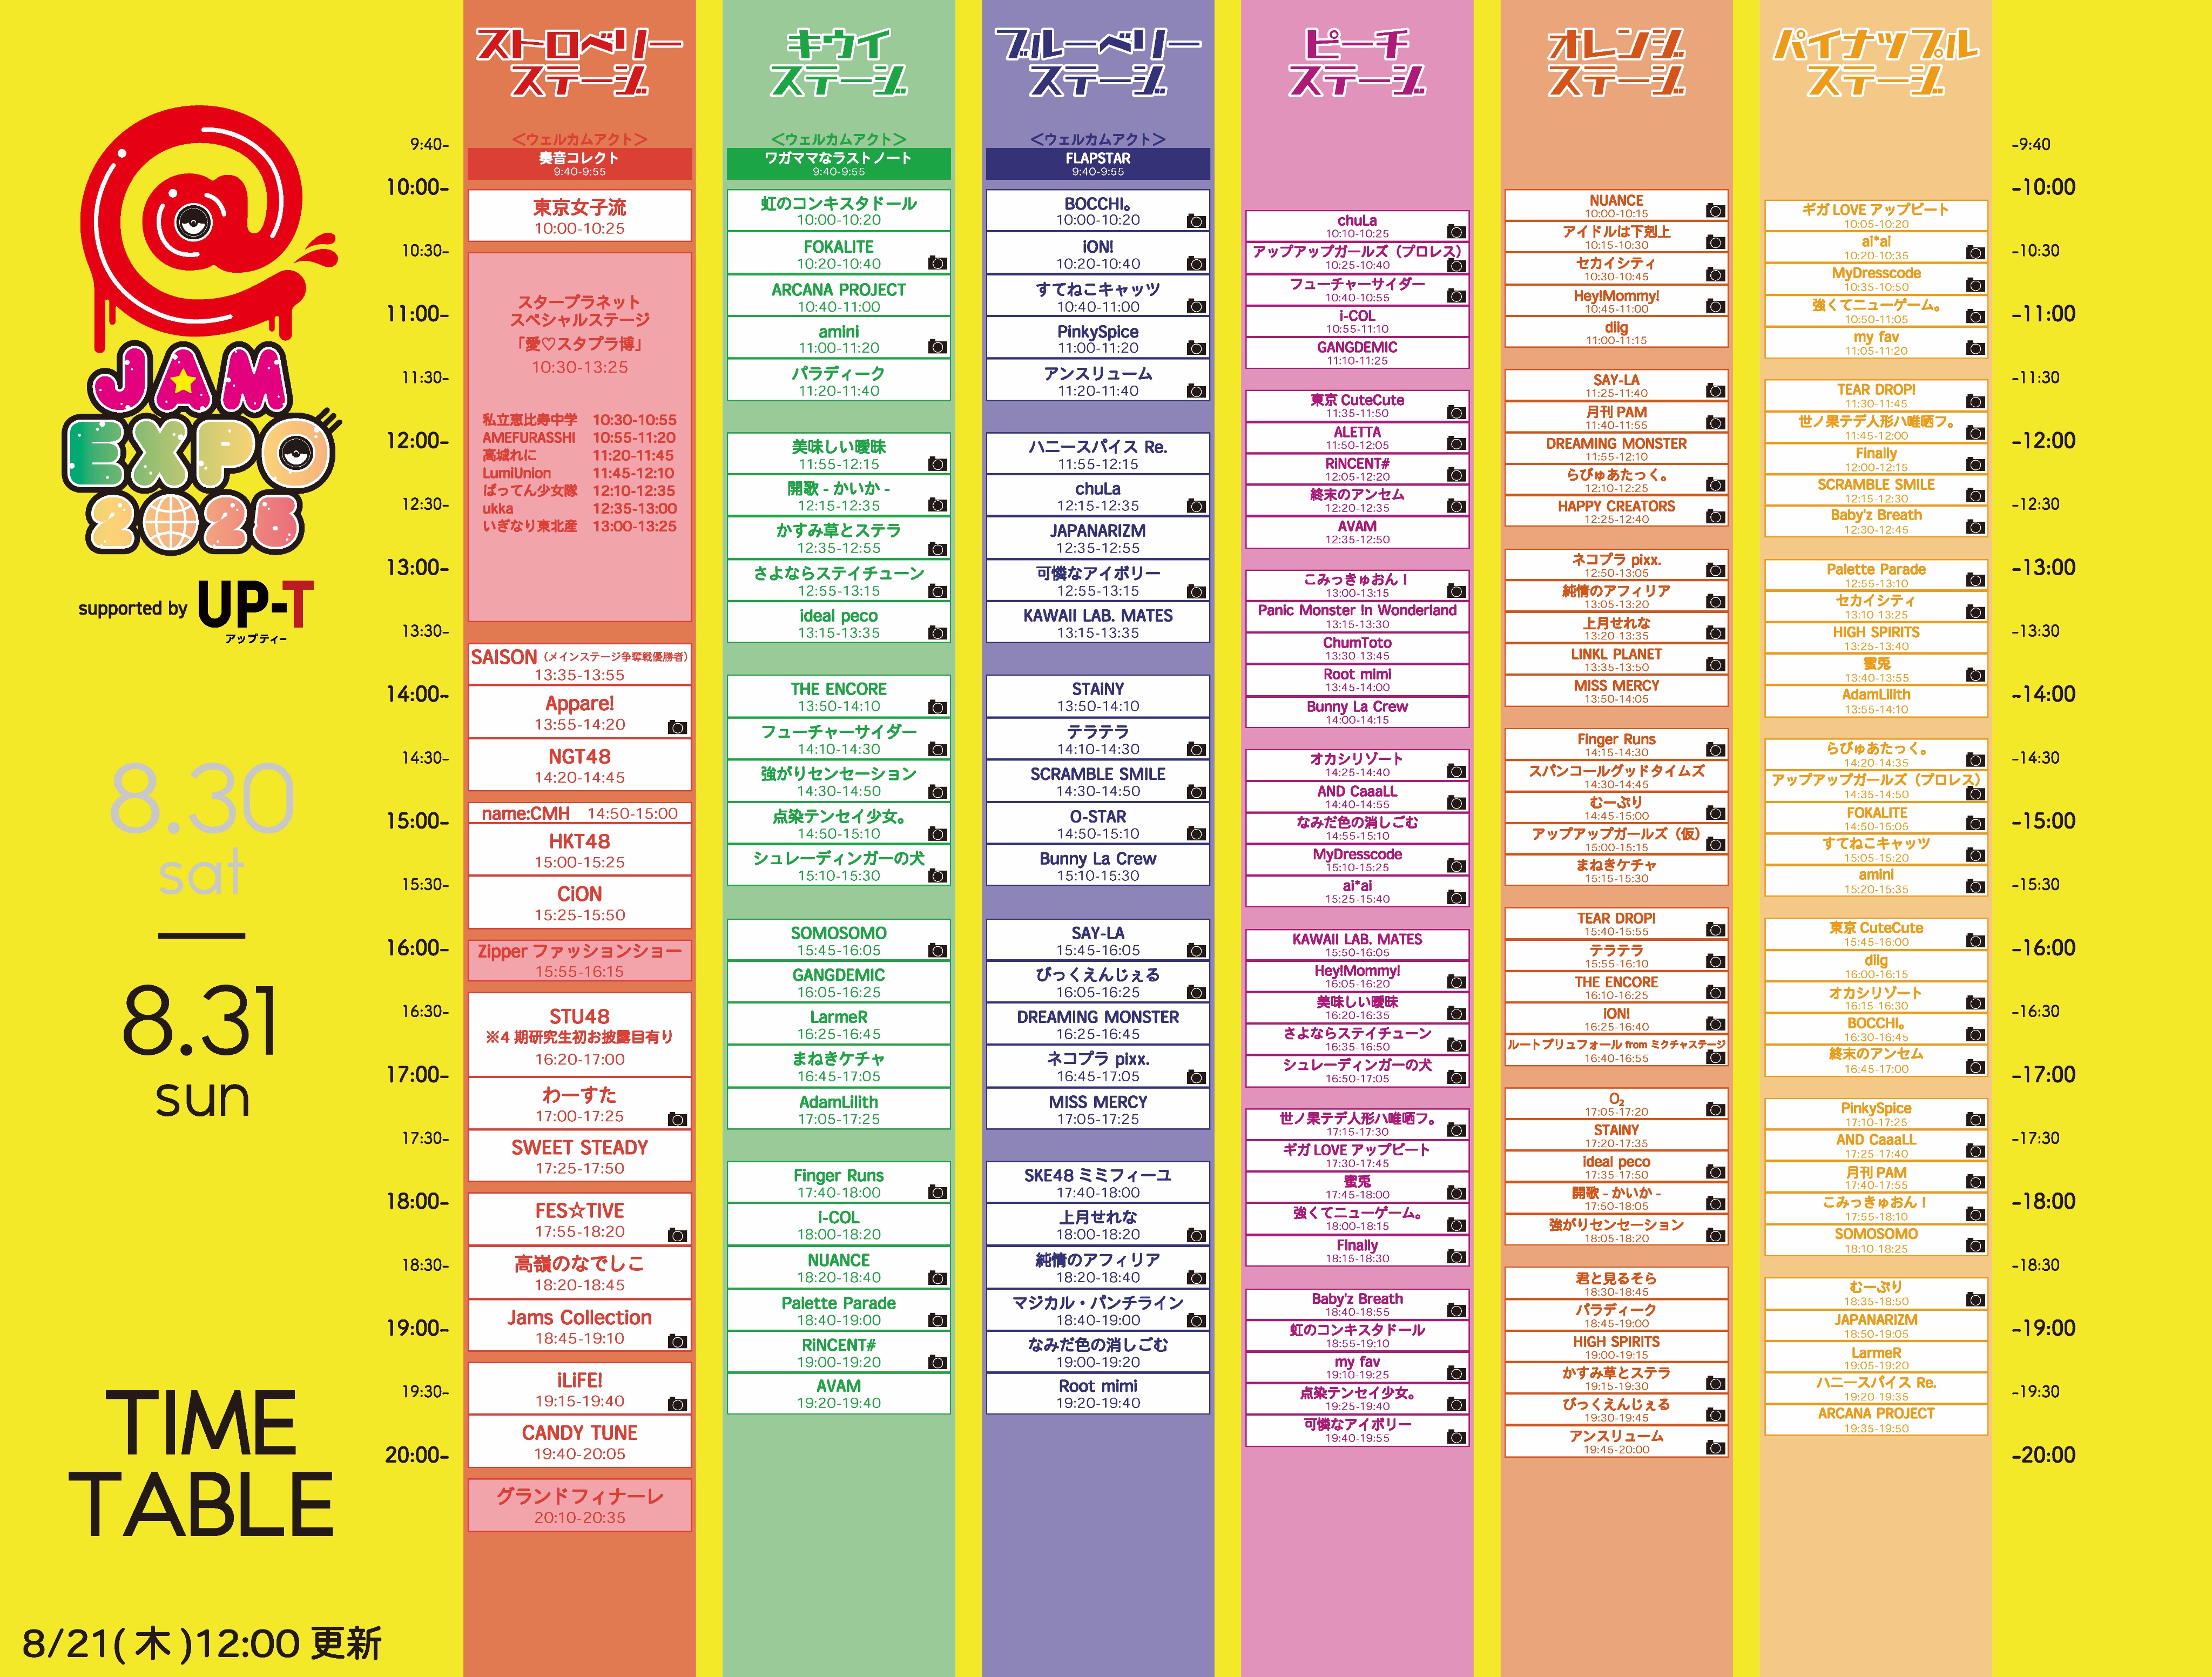 JAM
EXPO
2025
supported by UP-T
アップティー
8.30
sat
8.31
sun
TIME
TABLE
8/21(木)12:00 更新
9:40-
10:00-
10:30-
11:00-
11:30-
12:00-
12:30-
13:00-
13:30-
14:00-
14:30-
15:00-
15:30-
16:00-
16:30-
17:00-
17:30-
18:00-
18:30-
19:00-
19:30-
20:00-
ストロベリー
ステージ
＜ウェルカムアクト＞
奏音コレクト
9:40-9:55
東京女子流
10:00-10:25
スタープラネット
スペシャルステージ
「愛♡スタプラ博」
10:30-13:25
私立恵比寿中学 10:30-10:55
AMEFURASSHI 10:55-11:20
高城れに 11:20-11:45
LumiUnion 11:45-12:10
ばってん少女隊 12:10-12:35
ukka 12:35-13:00
いぎなり東北産 13:00-13:25
SAISON（メインステージ争奪戦優勝者）
13:35-13:55
Appare!
13:55-14:20
NGT48
14:20-14:45
name:CMH 14:50-15:00
HKT48
15:00-15:25
CiON
15:25-15:50
Zipper ファッションショー
15:55-16:15
STU48
※4 期研究生初お披露目有り
16:20-17:00
わーすた
17:00-17:25
SWEET STEADY
17:25-17:50
FES☆TIVE
17:55-18:20
高嶺のなでしこ
18:20-18:45
Jams Collection
18:45-19:10
iLiFE!
19:15-19:40
CANDY TUNE
19:40-20:05
グランドフィナーレ
20:10-20:35
キウイ
ステージ
＜ウェルカムアクト＞
ワガママなラストノート
9:40-9:55
虹のコンキスタドール
10:00-10:20
FOKALITE
10:20-10:40
ARCANA PROJECT
10:40-11:00
amini
11:00-11:20
パラディーク
11:20-11:40
美味しい曖昧
11:55-12:15
開歌 - かいか -
12:15-12:35
かすみ草とステラ
12:35-12:55
さよならステイチューン
12:55-13:15
ideal peco
13:15-13:35
THE ENCORE
13:50-14:10
フューチャーサイダー
14:10-14:30
強がりセンセーション
14:30-14:50
点染テンセイ少女。
14:50-15:10
シュレーディンガーの犬
15:10-15:30
SOMOSOMO
15:45-16:05
GANGDEMIC
16:05-16:25
LarmeR
16:25-16:45
まねきケチャ
16:45-17:05
AdamLilith
17:05-17:25
Finger Runs
17:40-18:00
i-COL
18:00-18:20
NUANCE
18:20-18:40
Palette Parade
18:40-19:00
RiNCENT#
19:00-19:20
AVAM
19:20-19:40
ブルーベリー
ステージ
＜ウェルカムアクト＞
FLAPSTAR
9:40-9:55
BOCCHI。
10:00-10:20
iON!
10:20-10:40
すてねこキャッツ
10:40-11:00
PinkySpice
11:00-11:20
アンスリューム
11:20-11:40
ハニースパイス Re.
11:55-12:15
chuLa
12:15-12:35
JAPANARIZM
12:35-12:55
可憐なアイボリー
12:55-13:15
KAWAII LAB. MATES
13:15-13:35
STAiNY
13:50-14:10
テラテラ
14:10-14:30
SCRAMBLE SMILE
14:30-14:50
O-STAR
14:50-15:10
Bunny La Crew
15:10-15:30
SAY-LA
15:45-16:05
びっくえんじぇる
16:05-16:25
DREAMING MONSTER
16:25-16:45
ネコプラ pixx.
16:45-17:05
MISS MERCY
17:05-17:25
SKE48 ミミフィーユ
17:40-18:00
上月せれな
18:00-18:20
純情のアフィリア
18:20-18:40
マジカル・パンチライン
18:40-19:00
なみだ色の消しごむ
19:00-19:20
Root mimi
19:20-19:40
ピーチ
ステージ
chuLa
10:10-10:25
アップアップガールズ（プロレス）
10:25-10:40
フューチャーサイダー
10:40-10:55
i-COL
10:55-11:10
GANGDEMIC
11:10-11:25
東京 CuteCute
11:35-11:50
ALETTA
11:50-12:05
RiNCENT#
12:05-12:20
終末のアンセム
12:20-12:35
AVAM
12:35-12:50
こみっきゅおん！
13:00-13:15
Panic Monster !n Wonderland
13:15-13:30
ChumToto
13:30-13:45
Root mimi
13:45-14:00
Bunny La Crew
14:00-14:15
オカシリゾート
14:25-14:40
AND CaaaLL
14:40-14:55
なみだ色の消しごむ
14:55-15:10
MyDresscode
15:10-15:25
ai*ai
15:25-15:40
KAWAII LAB. MATES
15:50-16:05
Hey!Mommy!
16:05-16:20
美味しい曖昧
16:20-16:35
さよならステイチューン
16:35-16:50
シュレーディンガーの犬
16:50-17:05
世ノ果テデ人形ハ唯哂フ。
17:15-17:30
ギガ LOVE アップビート
17:30-17:45
蜜兎
17:45-18:00
強くてニューゲーム。
18:00-18:15
Finally
18:15-18:30
Baby'z Breath
18:40-18:55
虹のコンキスタドール
18:55-19:10
my fav
19:10-19:25
点染テンセイ少女。
19:25-19:40
可憐なアイボリー
19:40-19:55
オレンジ
ステージ
NUANCE
10:00-10:15
アイドルは下剋上
10:15-10:30
セカイシティ
10:30-10:45
Hey!Mommy!
10:45-11:00
diig
11:00-11:15
SAY-LA
11:25-11:40
月刊 PAM
11:40-11:55
DREAMING MONSTER
11:55-12:10
らびゅあたっく。
12:10-12:25
HAPPY CREATORS
12:25-12:40
ネコプラ pixx.
12:50-13:05
純情のアフィリア
13:05-13:20
上月せれな
13:20-13:35
LINKL PLANET
13:35-13:50
MISS MERCY
13:50-14:05
Finger Runs
14:15-14:30
スパンコールグッドタイムズ
14:30-14:45
むーぷり
14:45-15:00
アップアップガールズ（仮）
15:00-15:15
まねきケチャ
15:15-15:30
TEAR DROP!
15:40-15:55
テラテラ
15:55-16:10
THE ENCORE
16:10-16:25
iON!
16:25-16:40
ルートプリュフォール from ミクチャステージ
16:40-16:55
O₂
17:05-17:20
STAiNY
17:20-17:35
ideal peco
17:35-17:50
開歌 - かいか -
17:50-18:05
強がりセンセーション
18:05-18:20
君と見るそら
18:30-18:45
パラディーク
18:45-19:00
HIGH SPIRITS
19:00-19:15
かすみ草とステラ
19:15-19:30
びっくえんじぇる
19:30-19:45
アンスリューム
19:45-20:00
パイナップル
ステージ
ギガ LOVE アップビート
10:05-10:20
ai*ai
10:20-10:35
MyDresscode
10:35-10:50
強くてニューゲーム。
10:50-11:05
my fav
11:05-11:20
TEAR DROP!
11:30-11:45
世ノ果テデ人形ハ唯哂フ。
11:45-12:00
Finally
12:00-12:15
SCRAMBLE SMILE
12:15-12:30
Baby'z Breath
12:30-12:45
Palette Parade
12:55-13:10
セカイシティ
13:10-13:25
HIGH SPIRITS
13:25-13:40
蜜兎
13:40-13:55
AdamLilith
13:55-14:10
らびゅあたっく。
14:20-14:35
アップアップガールズ（プロレス）
14:35-14:50
FOKALITE
14:50-15:05
すてねこキャッツ
15:05-15:20
amini
15:20-15:35
東京 CuteCute
15:45-16:00
diig
16:00-16:15
オカシリゾート
16:15-16:30
BOCCHI。
16:30-16:45
終末のアンセム
16:45-17:00
PinkySpice
17:10-17:25
AND CaaaLL
17:25-17:40
月刊 PAM
17:40-17:55
こみっきゅおん！
17:55-18:10
SOMOSOMO
18:10-18:25
むーぷり
18:35-18:50
JAPANARIZM
18:50-19:05
LarmeR
19:05-19:20
ハニースパイス Re.
19:20-19:35
ARCANA PROJECT
19:35-19:50
-9:40
-10:00
-10:30
-11:00
-11:30
-12:00
-12:30
-13:00
-13:30
-14:00
-14:30
-15:00
-15:30
-16:00
-16:30
-17:00
-17:30
-18:00
-18:30
-19:00
-19:30
-20:00